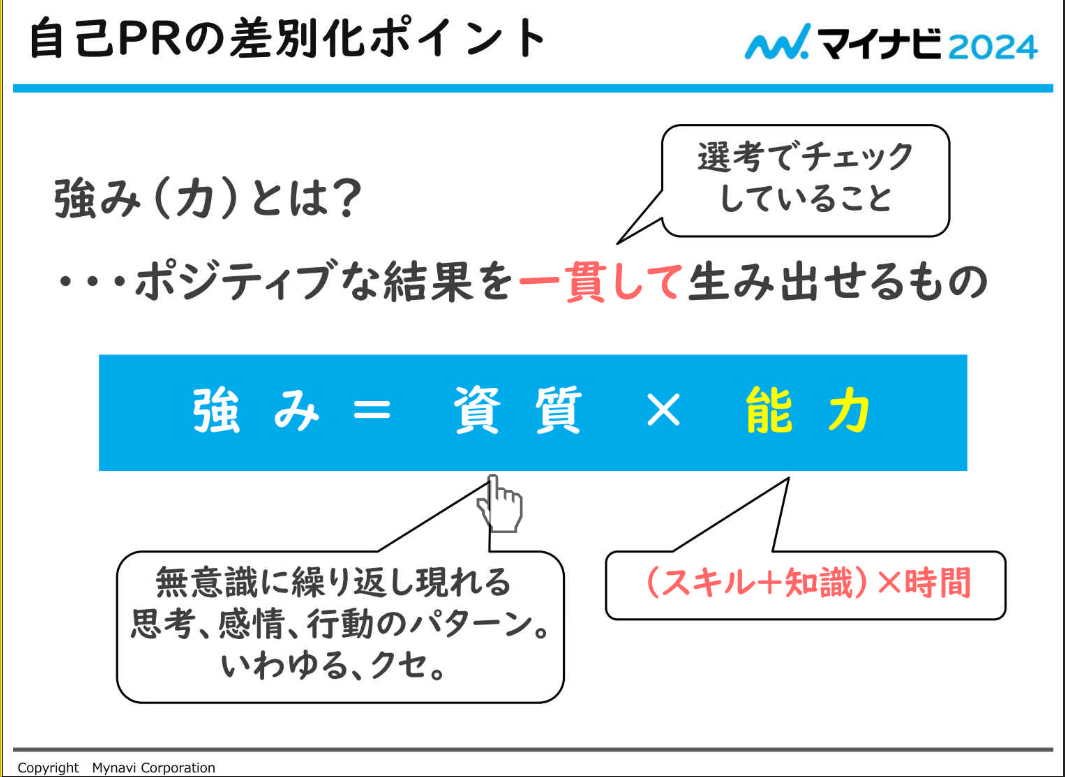 自己PRの差別化ポイント
マイナビ2024
選考でチェック
していること
強み(力)とは?
・・・ポジティブな結果を一貫して生み出せるもの
強み= 資質 × 能力
無意識に繰り返し現れる
思考、感情、行動のパターン。
いわゆる、クセ。
(スキル+知識)×時間
Copyright Mynavi Corporation